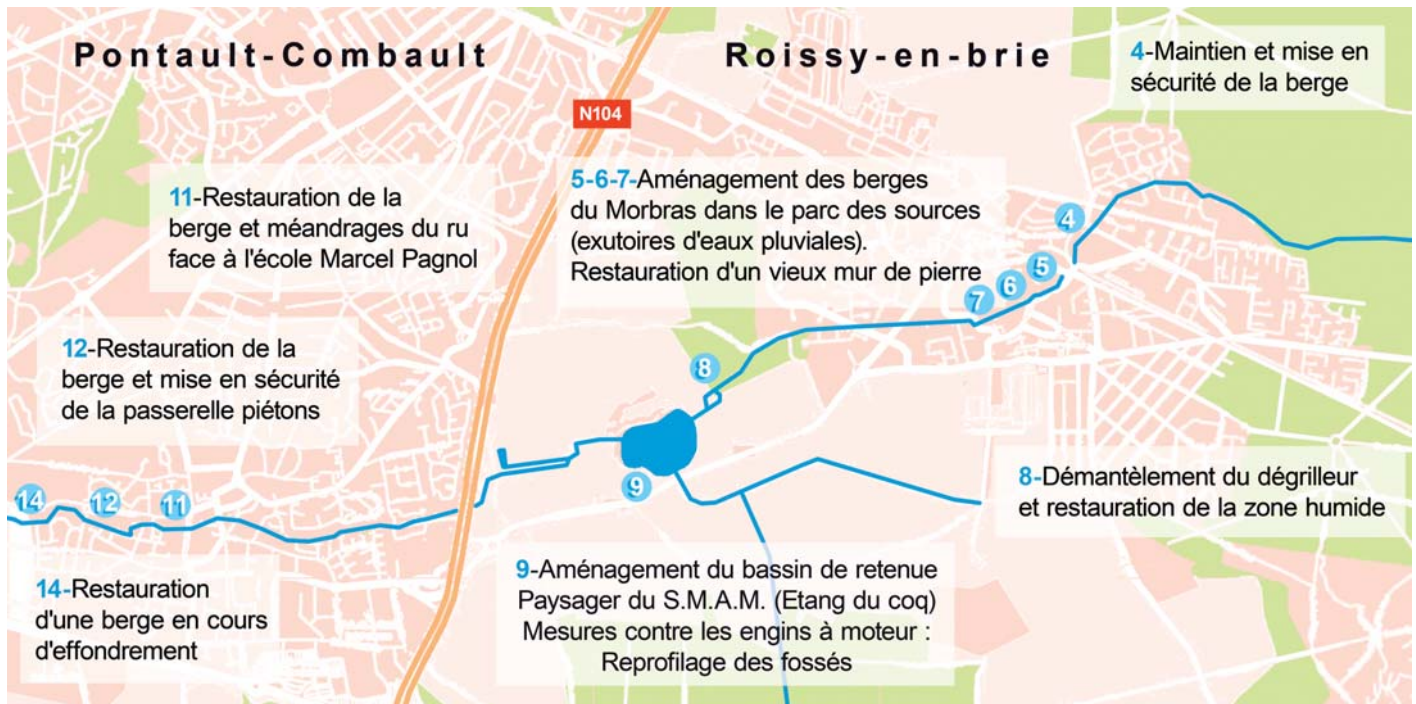 Pontault-Combault
Roissy-en-brie
4-Maintien et mise en
sécurité de la berge
N104
11-Restauration de la
berge et méandrages du ru
face à l'école Marcel Pagnol
5-6-7-Aménagement des berges
du Morbras dans le parc des sources
(exutoires d'eaux pluviales).
Restauration d'un vieux mur de pierre
4
5
6
7
12-Restauration de la
berge et mise en sécurité
de la passerelle piétons
8
9
8-Démantèlement du dégrilleur
et restauration de la zone humide
14
12
11
14-Restauration
d'une berge en cours
d'effondrement
9-Aménagement du bassin de retenue
Paysager du S.M.A.M. (Etang du coq)
Mesures contre les engins à moteur :
Reprofilage des fossés